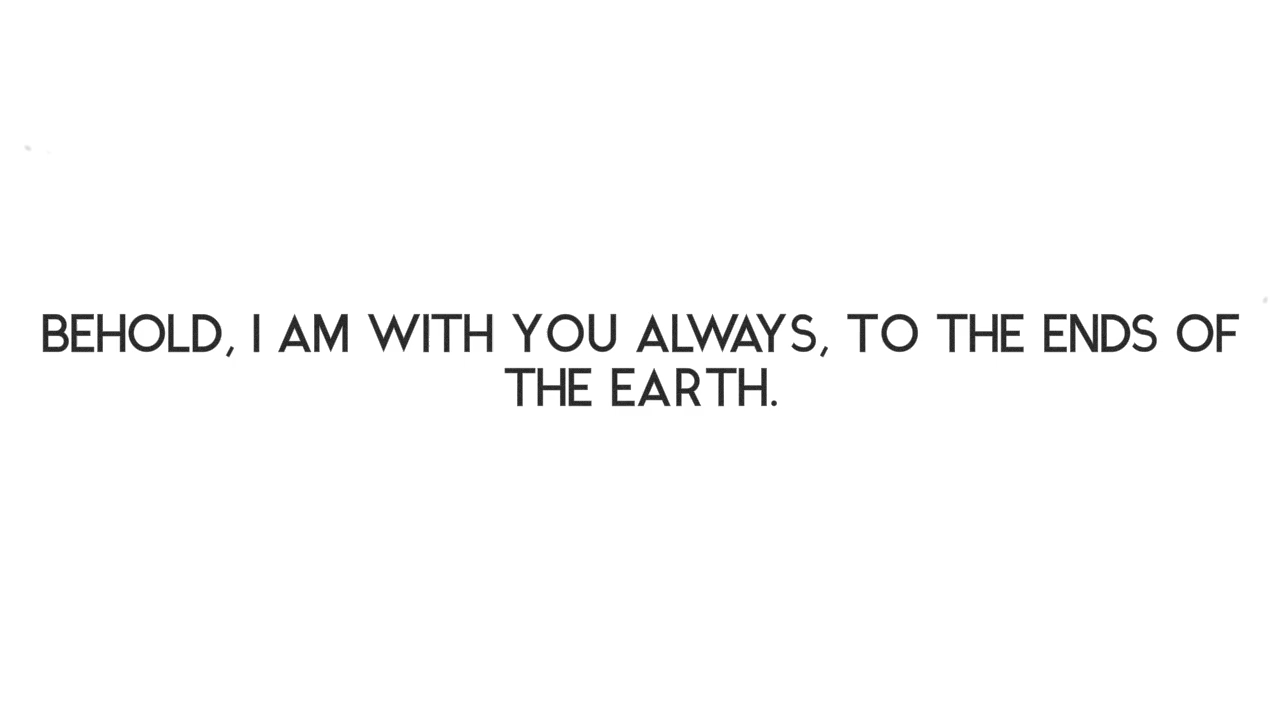 BEHOLD, I AM WITH YOU ALWAYS, TO THE ENDS OF
THE EARTH.